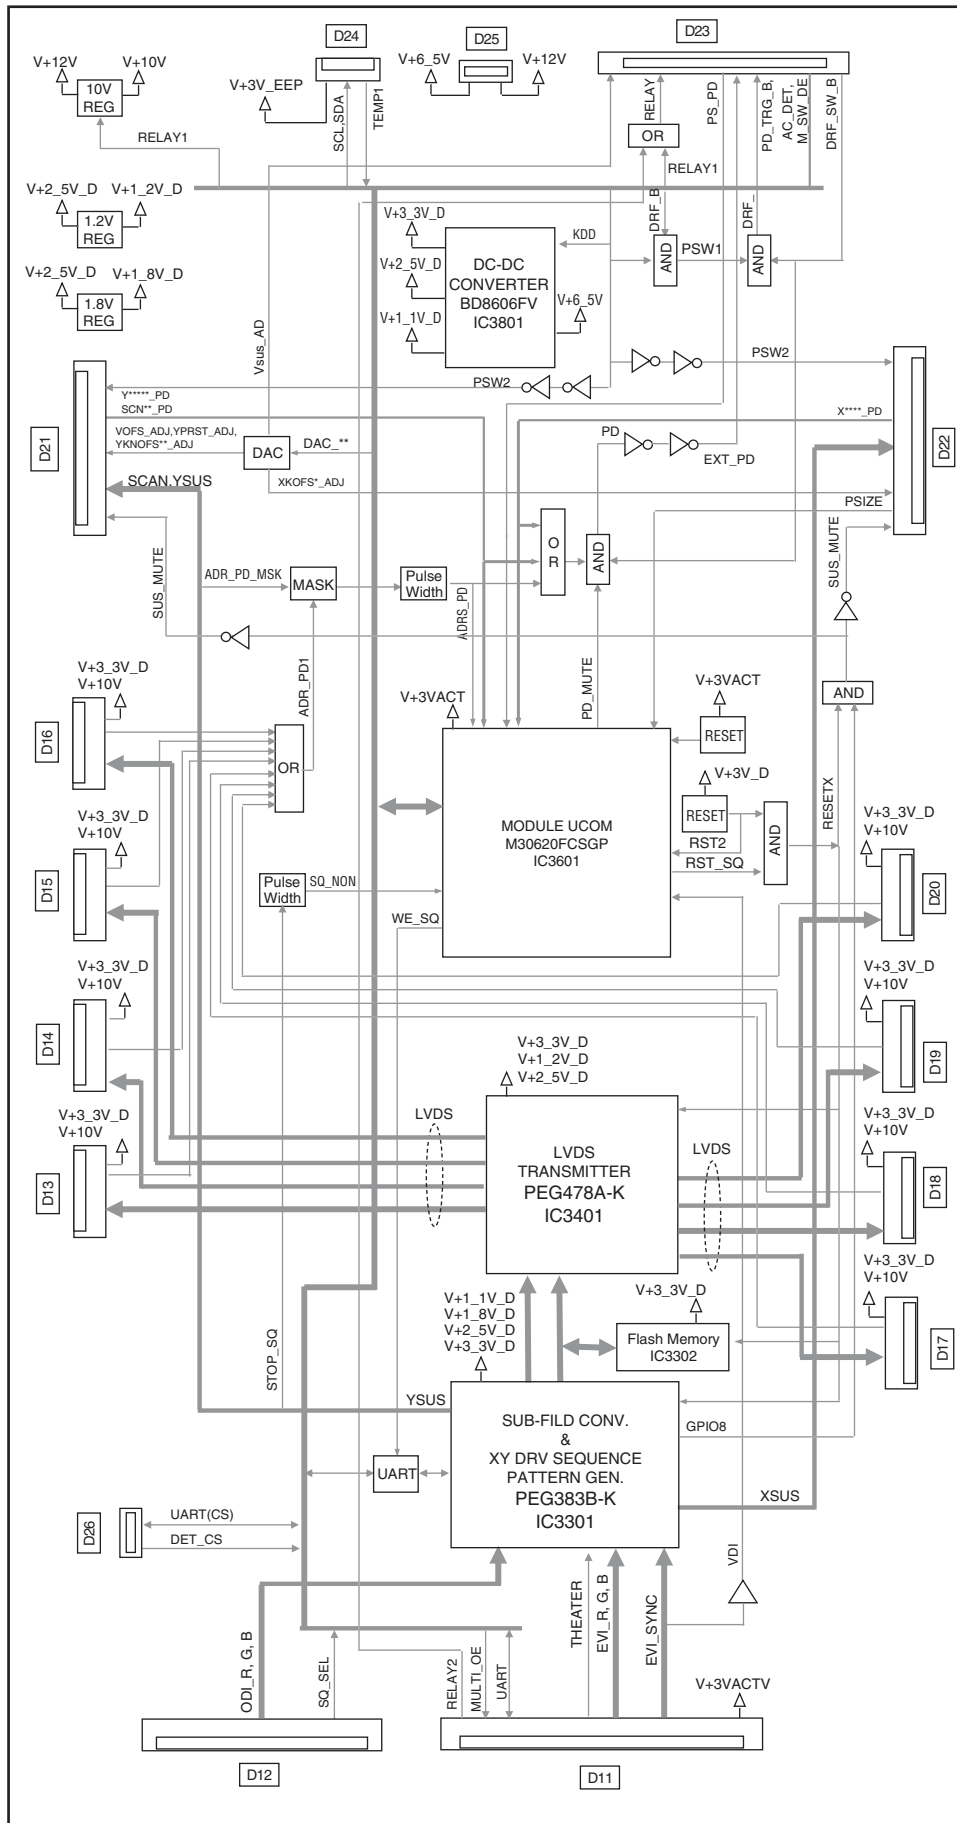 D24
D25
D23
V+12V
V+10V
10V
REG
RELAY1
V+3V_EEP
SCL,SDA
TEMP1
V+6_5V
V+12V
RELAY
PS_PD
PD_TRG_B,
AC_DET,
M_SW_DE
DRF_SW_B
OR
RELAY1
V+2_5V_D
V+1_2V_D
1.2V
REG
V+2_5V_D
V+1_8V_D
1.8V
REG
Vsus_AD
V+3_3V_D
V+2_5V_D
V+1_1V_D
DC-DC
CONVERTER
BD8606FV
IC3801
V+6_5V
KDD
DRF_B
AND
PSW1
DRF_
AND
PSW2
PSW2
D21
Y*****_PD
SCN**_PD
VOFS_ADJ,YPRST_ADJ,
YKNOFS**_ADJ
DAC
DAC_**
XKOFS*_ADJ
SCAN,YSUS
X****_PD
D22
PD
EXT_PD
PSIZE
SUS_MUTE
SUS_MUTE
ADR_PD_MSK
MASK
Pulse
Width
ADRS_PD
O
R
AND
PD_MUTE
ADR_PD1
AND
V+3_3V_D
V+10V
D16
OR
V+3VACT
V+3VACT
RESET
V+3V_D
RESET
RST2
RST_SQ
AND
RESETX
MODULE UCOM
M30620FCSGP
IC3601
V+3_3V_D
V+10V
D15
Pulse
Width
SQ_NON
WE_SQ
V+3_3V_D
V+10V
D20
V+3_3V_D
V+10V
D14
V+3_3V_D
V+10V
D19
V+3_3V_D
V+1_2V_D
V+2_5V_D
V+3_3V_D
V+10V
D13
LVDS
LVDS
TRANSMITTER
PEG478A-K
IC3401
LVDS
V+3_3V_D
V+10V
D18
V+3_3V_D
V+10V
D17
V+1_1V_D
V+1_8V_D
V+2_5V_D
V+3_3V_D
V+3_3V_D
Flash Memory
IC3302
STOP_SQ
YSUS
SUB-FILD CONV.
&
XY DRV SEQUENCE
PATTERN GEN.
PEG383B-K
IC3301
GPIO8
XSUS
UART
D26
UART(CS)
DET_CS
VDI
ODI_R, G, B
SQ_SEL
RELAY2
MULTI_OE
UART
THEATER
EVI_R, G, B
EVI_SYNC
V+3VACTV
D12
D11